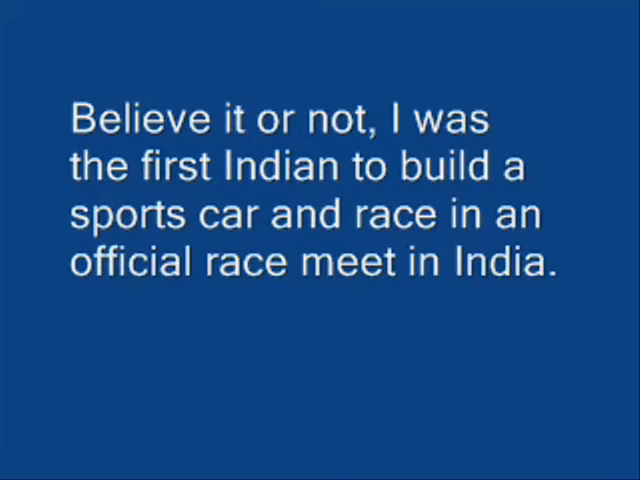 Believe it or not, I was
the first Indian to build a
sports car and race in an
official race meet in India.